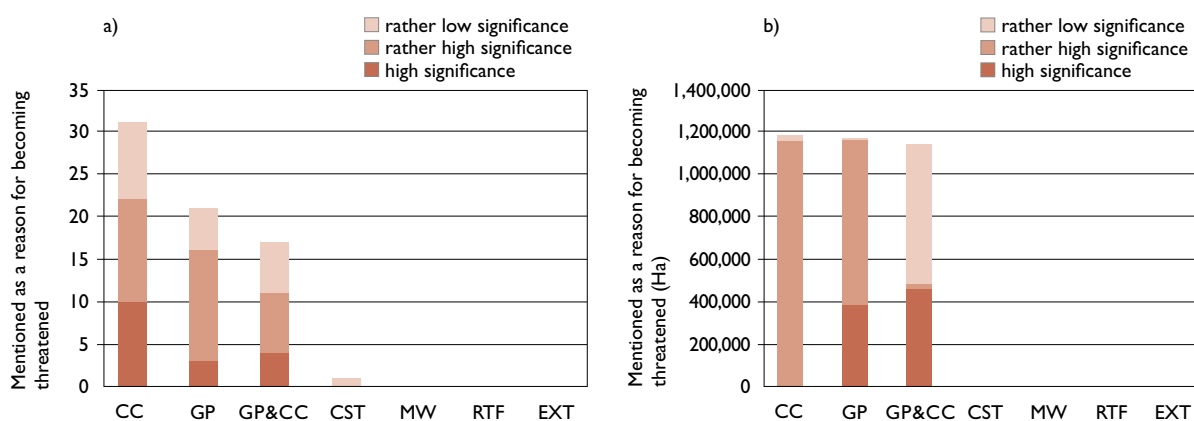 a)
rather low significance
rather high significance
high significance
Mentioned as a reason for becoming
threatened
35
30
25
20
15
10
5
0
CC GP GP&CC CST MW RTF EXT
b)
rather low significance
rather high significance
high significance
Mentioned as a reason for becoming
threatened (Ha)
1,400,000
1,200,000
1,000,000
800,000
600,000
400,000
200,000
0
CC GP GP&CC CST MW RTF EXT